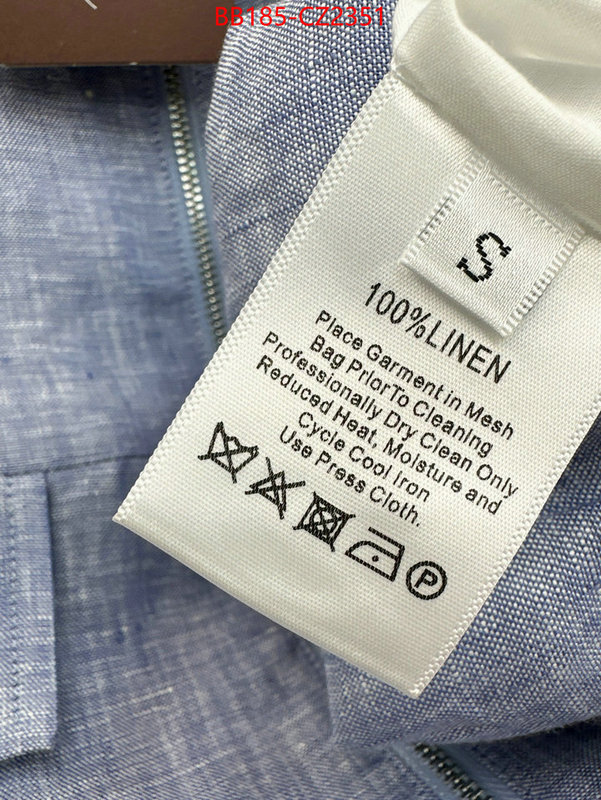 BB185-CZ2351
S
100%LINEN
Place Garment in Mesh
Bag PriorTo Cleaning
Professionally Dry Clean Only
Reduced Heat, Molsture and
Cycle Cool Iron
Use Press Cloth.
P